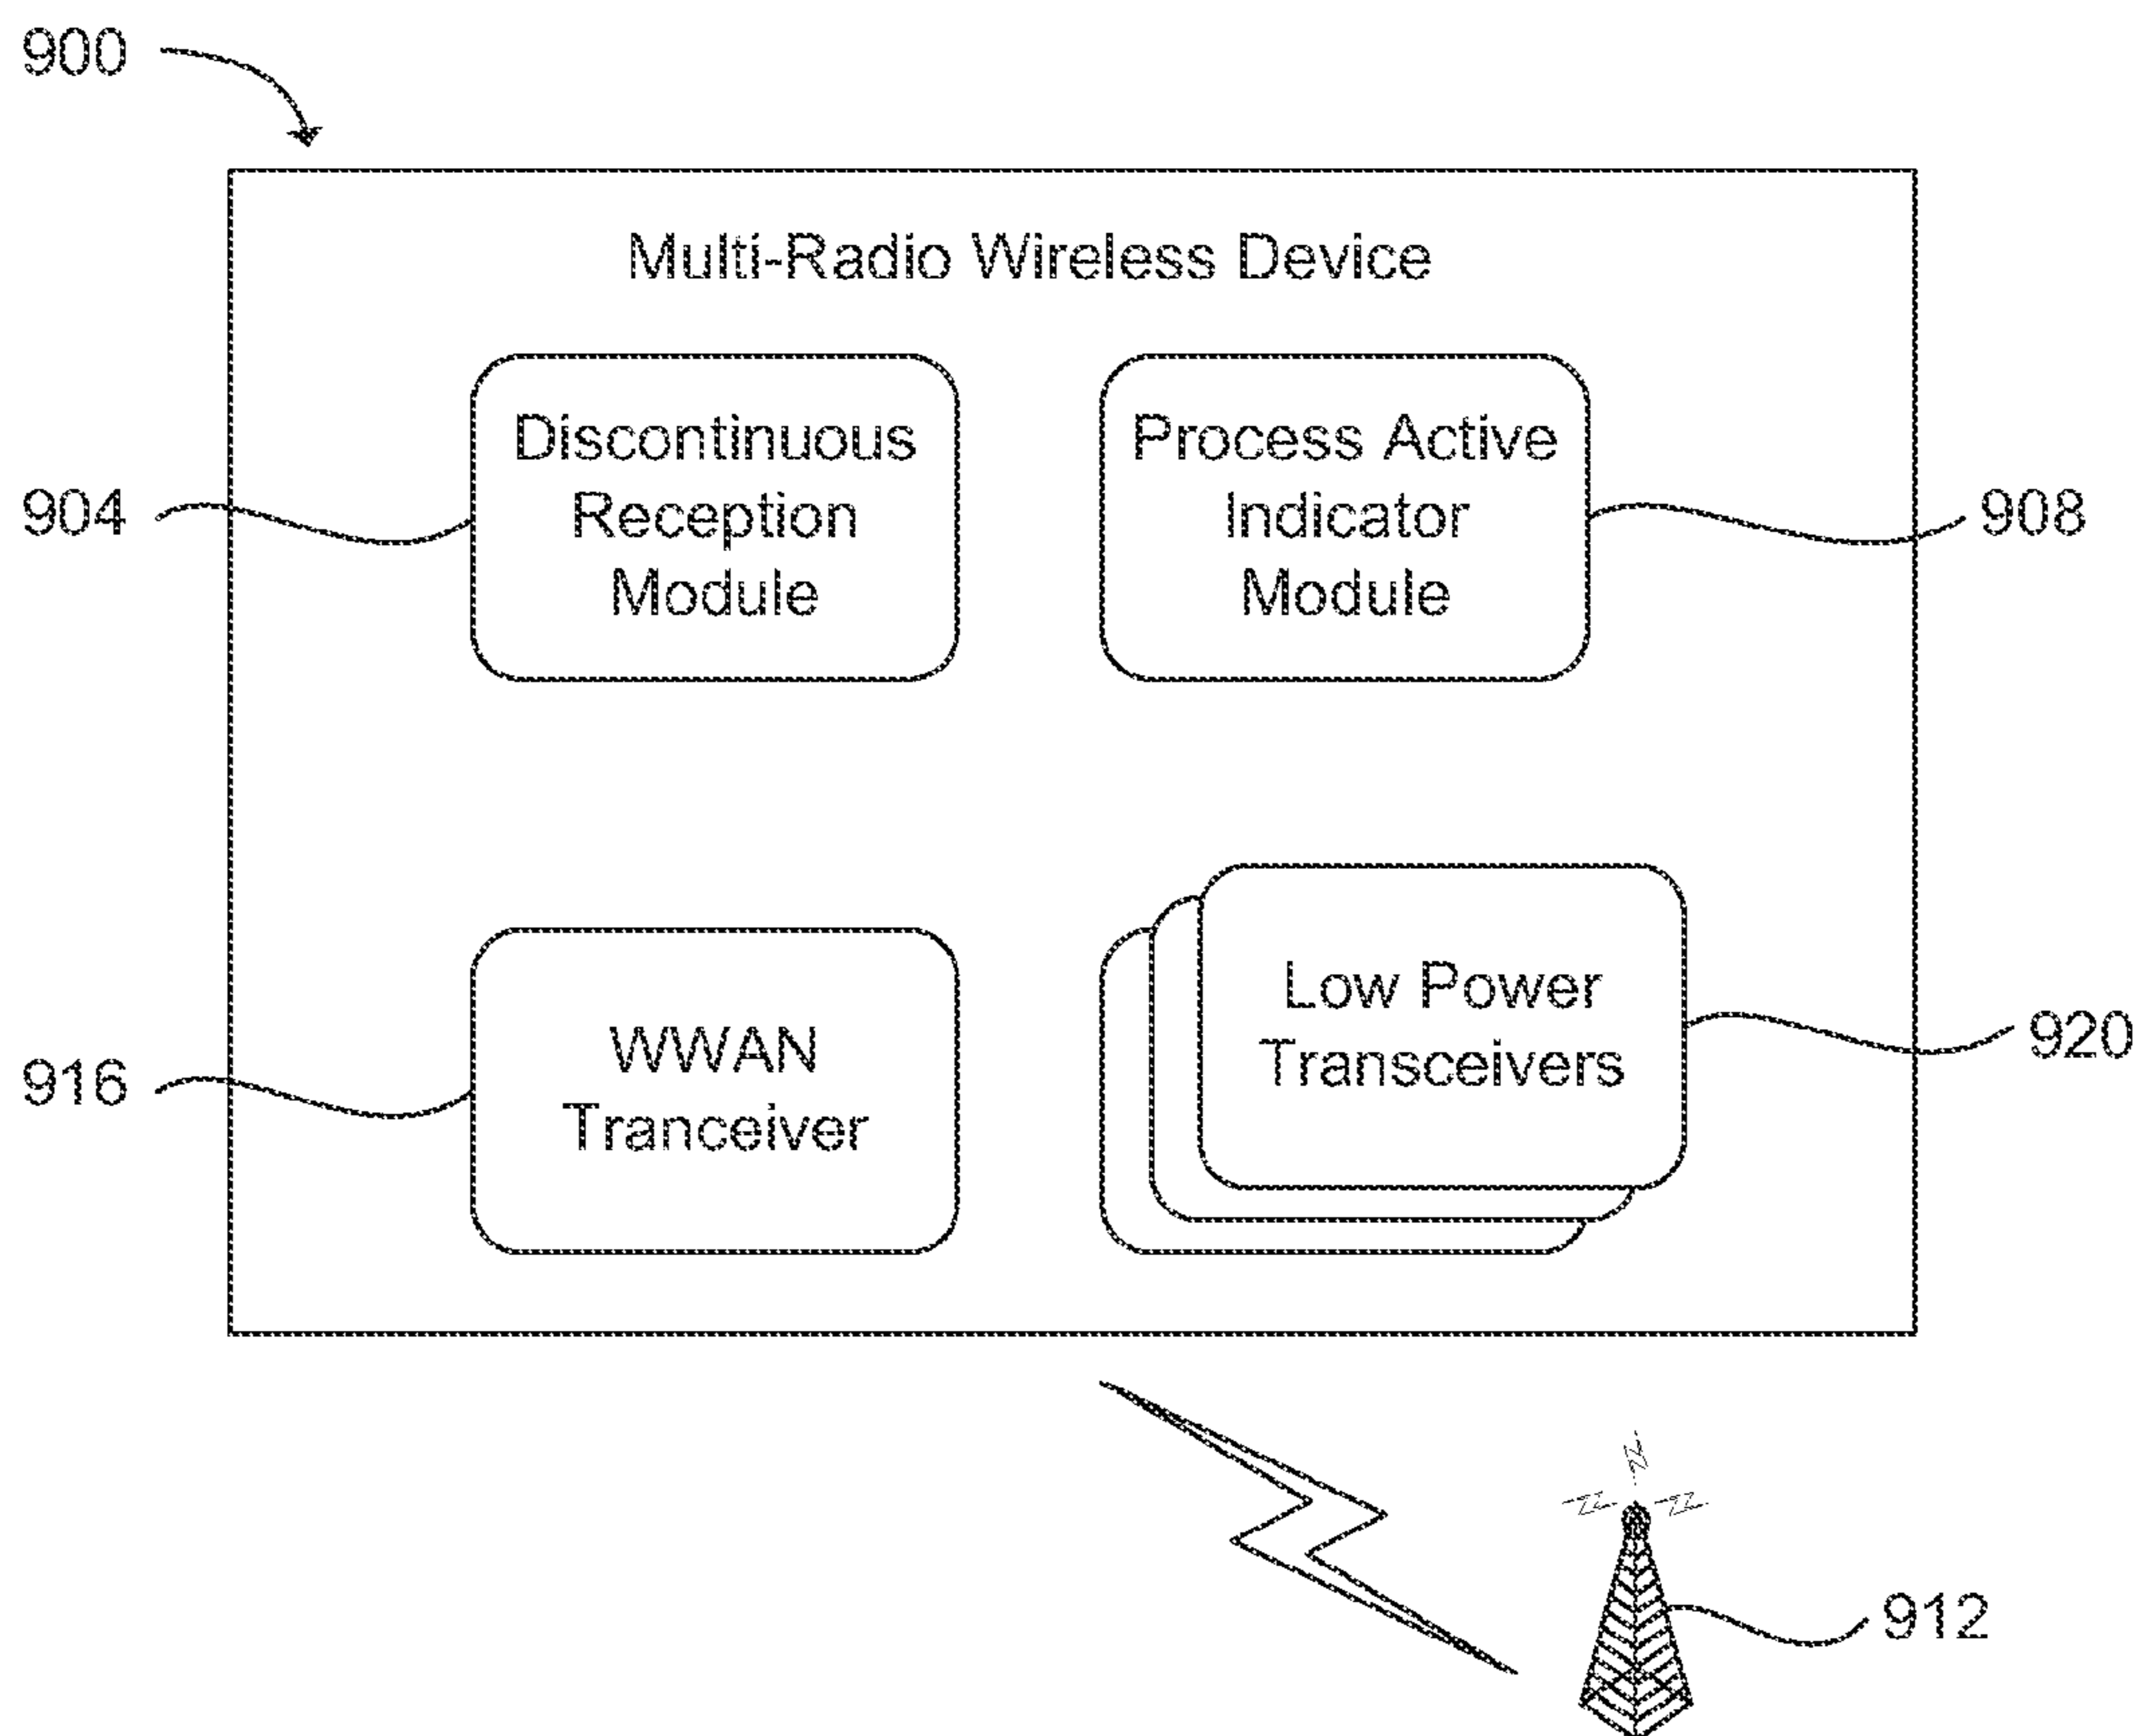 900
Multi-Radio Wireless Device
Discontinuous
Reception
Module
904
Process Active
Indicator
Module
908
WWAN
Tranceiver
916
Low Power
Transceivers
920
912